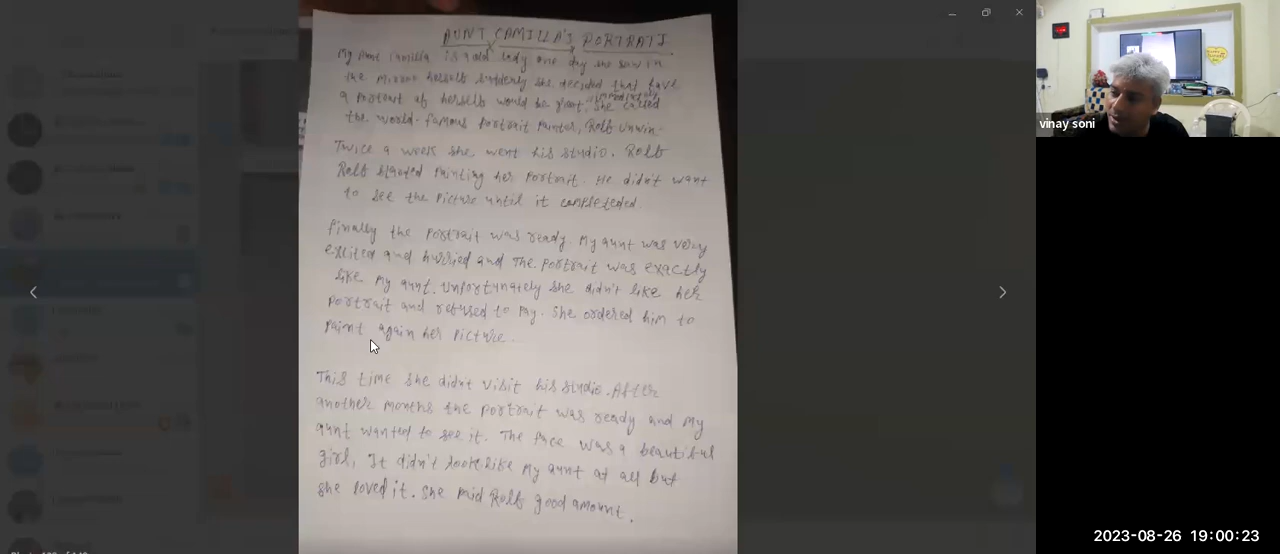 AUNT CAMILLA'S PORTRATI
My Aunt Camilla is a old lady one day she saw in
the mirror herself suddenly she decided that have
a Portrait of herself would be paint. She called
immediately
the world-famous Portrait Painter, Rolf Unwin.
Twice a week she went his studio. Rolf
Rolf started Painting her Portrait. He didn't want
to see the Picture until it completeded.
Finally the Portrait was ready. My aunt was very
excited and hurried and The Portrait was exactly
like My aunt. Unfortunately she didn't like her
Portrait and refused to Pay. She ordered him to
Paint again her Picture.
This time she didn't visit his studio. After
another months the Portrait was ready and My
aunt wanted to see it. The face was a beautiful
girl, It didn't look like My aunt at all but
she loved it. She Paid Rolf good amount.
vinay soni
2023-08-26 19:00:23